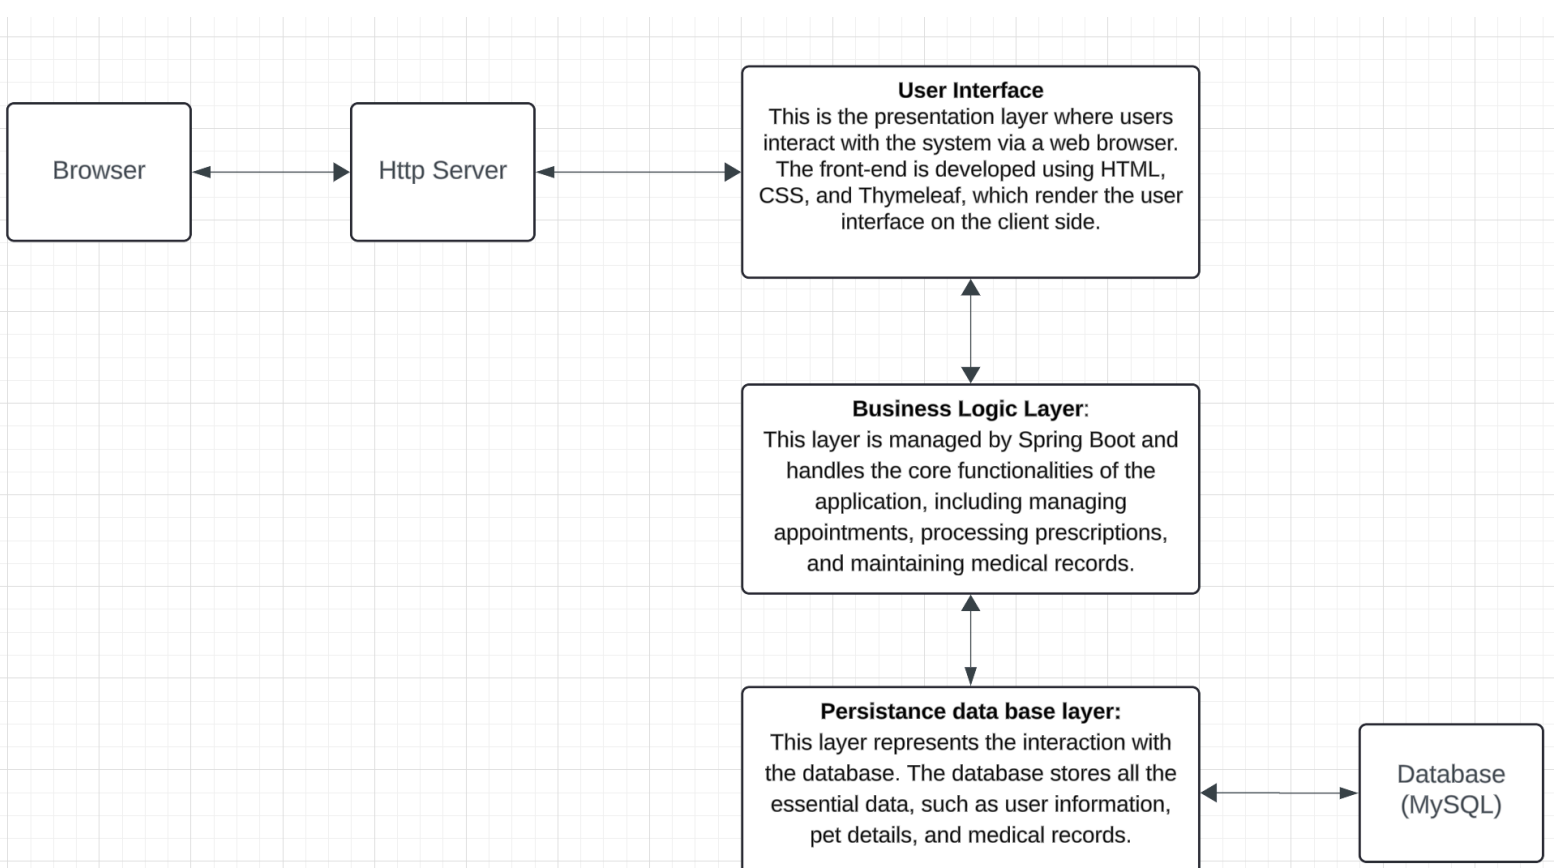 Browser
Http Server
User Interface
This is the presentation layer where users
interact with the system via a web browser.
The front-end is developed using HTML,
CSS, and Thymeleaf, which render the user
interface on the client side.
Business Logic Layer:
This layer is managed by Spring Boot and
handles the core functionalities of the
application, including managing
appointments, processing prescriptions,
and maintaining medical records.
Persistance data base layer:
This layer represents the interaction with
the database. The database stores all the
essential data, such as user information,
pet details, and medical records.
Database
(MySQL)